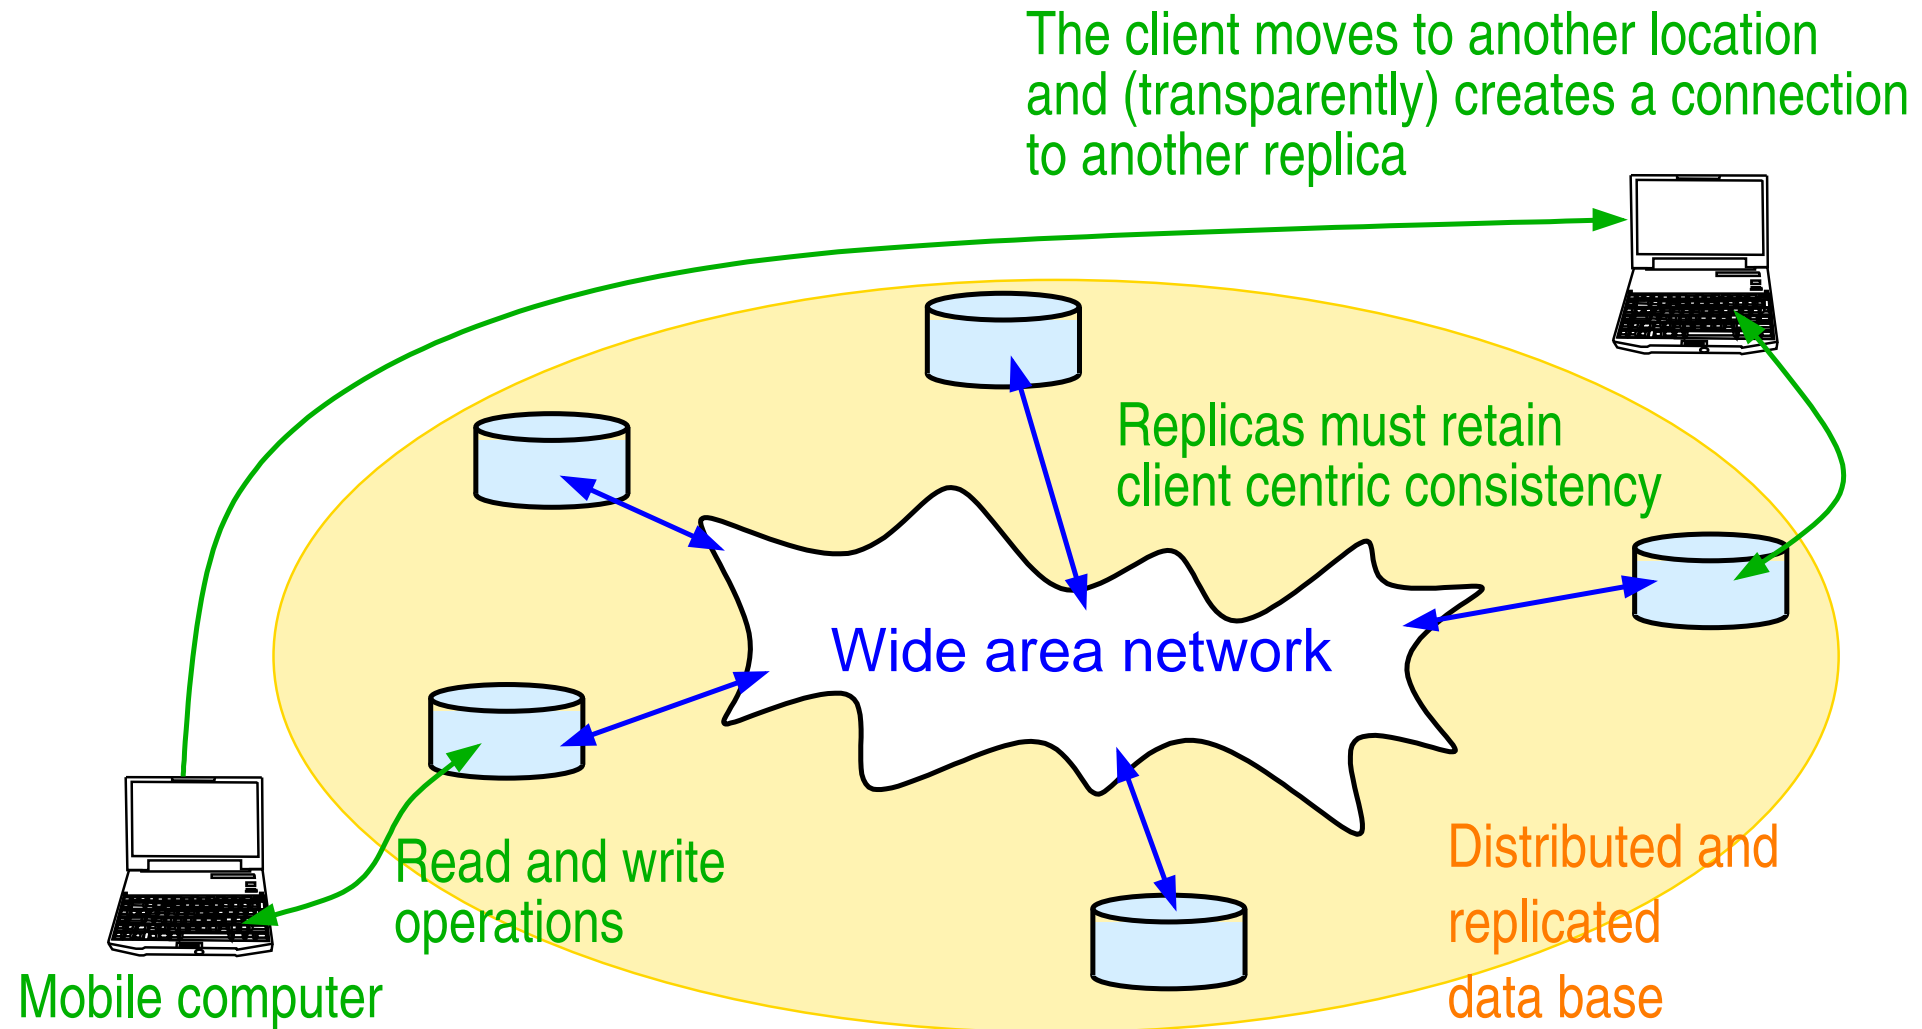 The client moves to another location
and (transparently) creates a connection
to another replica
Replicas must retain
client centric consistency
Wide area network
Read and write
operations
Mobile computer
Distributed and
replicated
data base